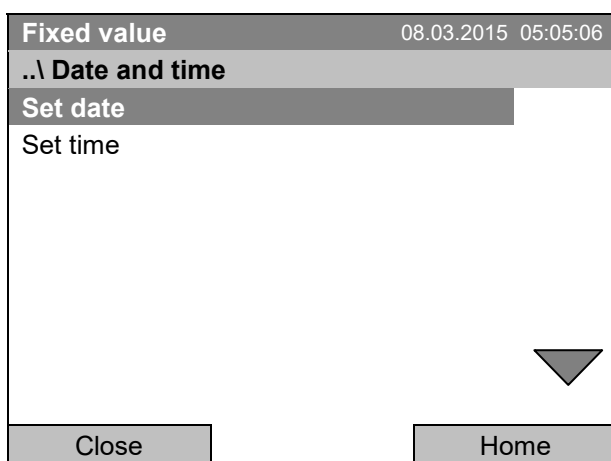 Fixed value 08.03.2015 05:05:06
..\ Date and time
Set date
Set time
Close Home